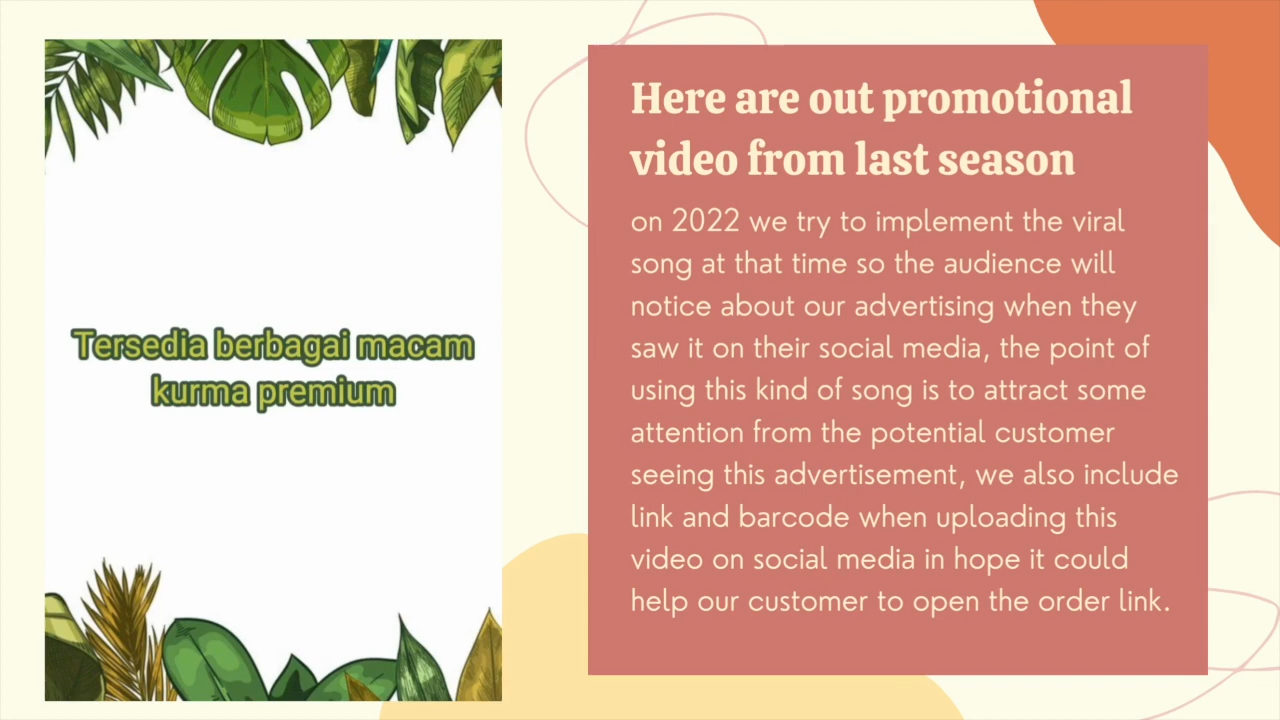 Tersedia berbagai macam
kurma premium
Here are out promotional
video from last season
on 2022 we try to implement the viral
song at that time so the audience will
notice about our advertising when they
saw it on their social media, the point of
using this kind of song is to attract some
attention from the potential customer
seeing this advertisement, we also include
link and barcode when uploading this
video on social media in hope it could
help our customer to open the order link.